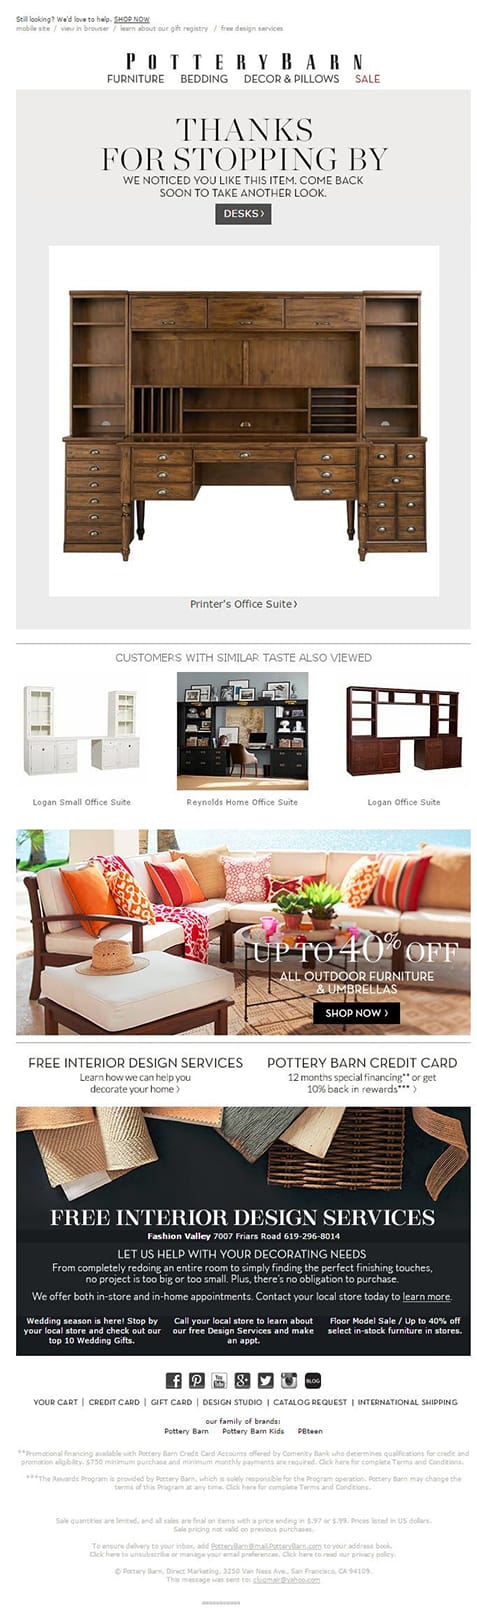 Still looking? We'd love to help. SHOP NOW
mobile site / view in browser / learn about our gift registry / free design services
POTTERY BARN
FURNITURE BEDDING DECOR & PILLOWS SALE
THANKS
FOR STOPPING BY
WE NOTICED YOU LIKE THIS ITEM. COME BACK
SOON TO TAKE ANOTHER LOOK.
DESKS >
Printer's Office Suite >
CUSTOMERS WITH SIMILAR TASTE ALSO VIEWED
Logan Small Office Suite Reynolds Home Office Suite Logan Office Suite
UP TO 40% OFF
ALL OUTDOOR FURNITURE
& UMBRELLAS
SHOP NOW >
FREE INTERIOR DESIGN SERVICES
Learn how we can help you
decorate your home >
POTTERY BARN CREDIT CARD
12 months special financing** or get
10% back in rewards*** >
FREE INTERIOR DESIGN SERVICES
Fashion Valley 7007 Friars Road 619-296-8014
LET US HELP WITH YOUR DECORATING NEEDS
From completely redoing an entire room to simply finding the perfect finishing touches,
no project is too big or too small. Plus, there's no obligation to purchase.
We offer both in-store and in-home appointments. Contact your local store today to learn more.
Wedding season is here! Stop by
your local store and check out our
top 10 Wedding Gifts.
Call your local store to learn about
our free Design Services and make
an appt.
Floor Model Sale / Up to 40% off
select in-stock furniture in stores.
BLOG
YOUR CART | CREDIT CARD | GIFT CARD | DESIGN STUDIO | CATALOG REQUEST | INTERNATIONAL SHIPPING
our family of brands:
Pottery Barn Pottery Barn Kids PBteen
**Promotional financing available with Pottery Barn Credit Card Accounts offered by Comenity Bank who determines qualifications for credit and
promotion eligibility. $750 minimum purchase and minimum monthly payments are required. Click here for complete Terms and Conditions.
***The Rewards Program is provided by Pottery Barn, which is solely responsible for the Program operation. Pottery Barn may change the
terms of this Program at any time. Click here for complete Terms and Conditions.
Sale quantities are limited, and all sales are final on items with a price ending in $.97 or $.99. Prices listed in US dollars.
Sale pricing not valid on previous purchases.
To ensure delivery to your inbox, add PotteryBarn@mail.PotteryBarn.com to your address book.
Click here to unsubscribe or manage your email preferences. Click here to read our privacy policy.
© Pottery Barn, Direct Marketing, 3250 Van Ness Ave., San Francisco, CA 94109.
This message was sent to: clugmair@yahoo.com